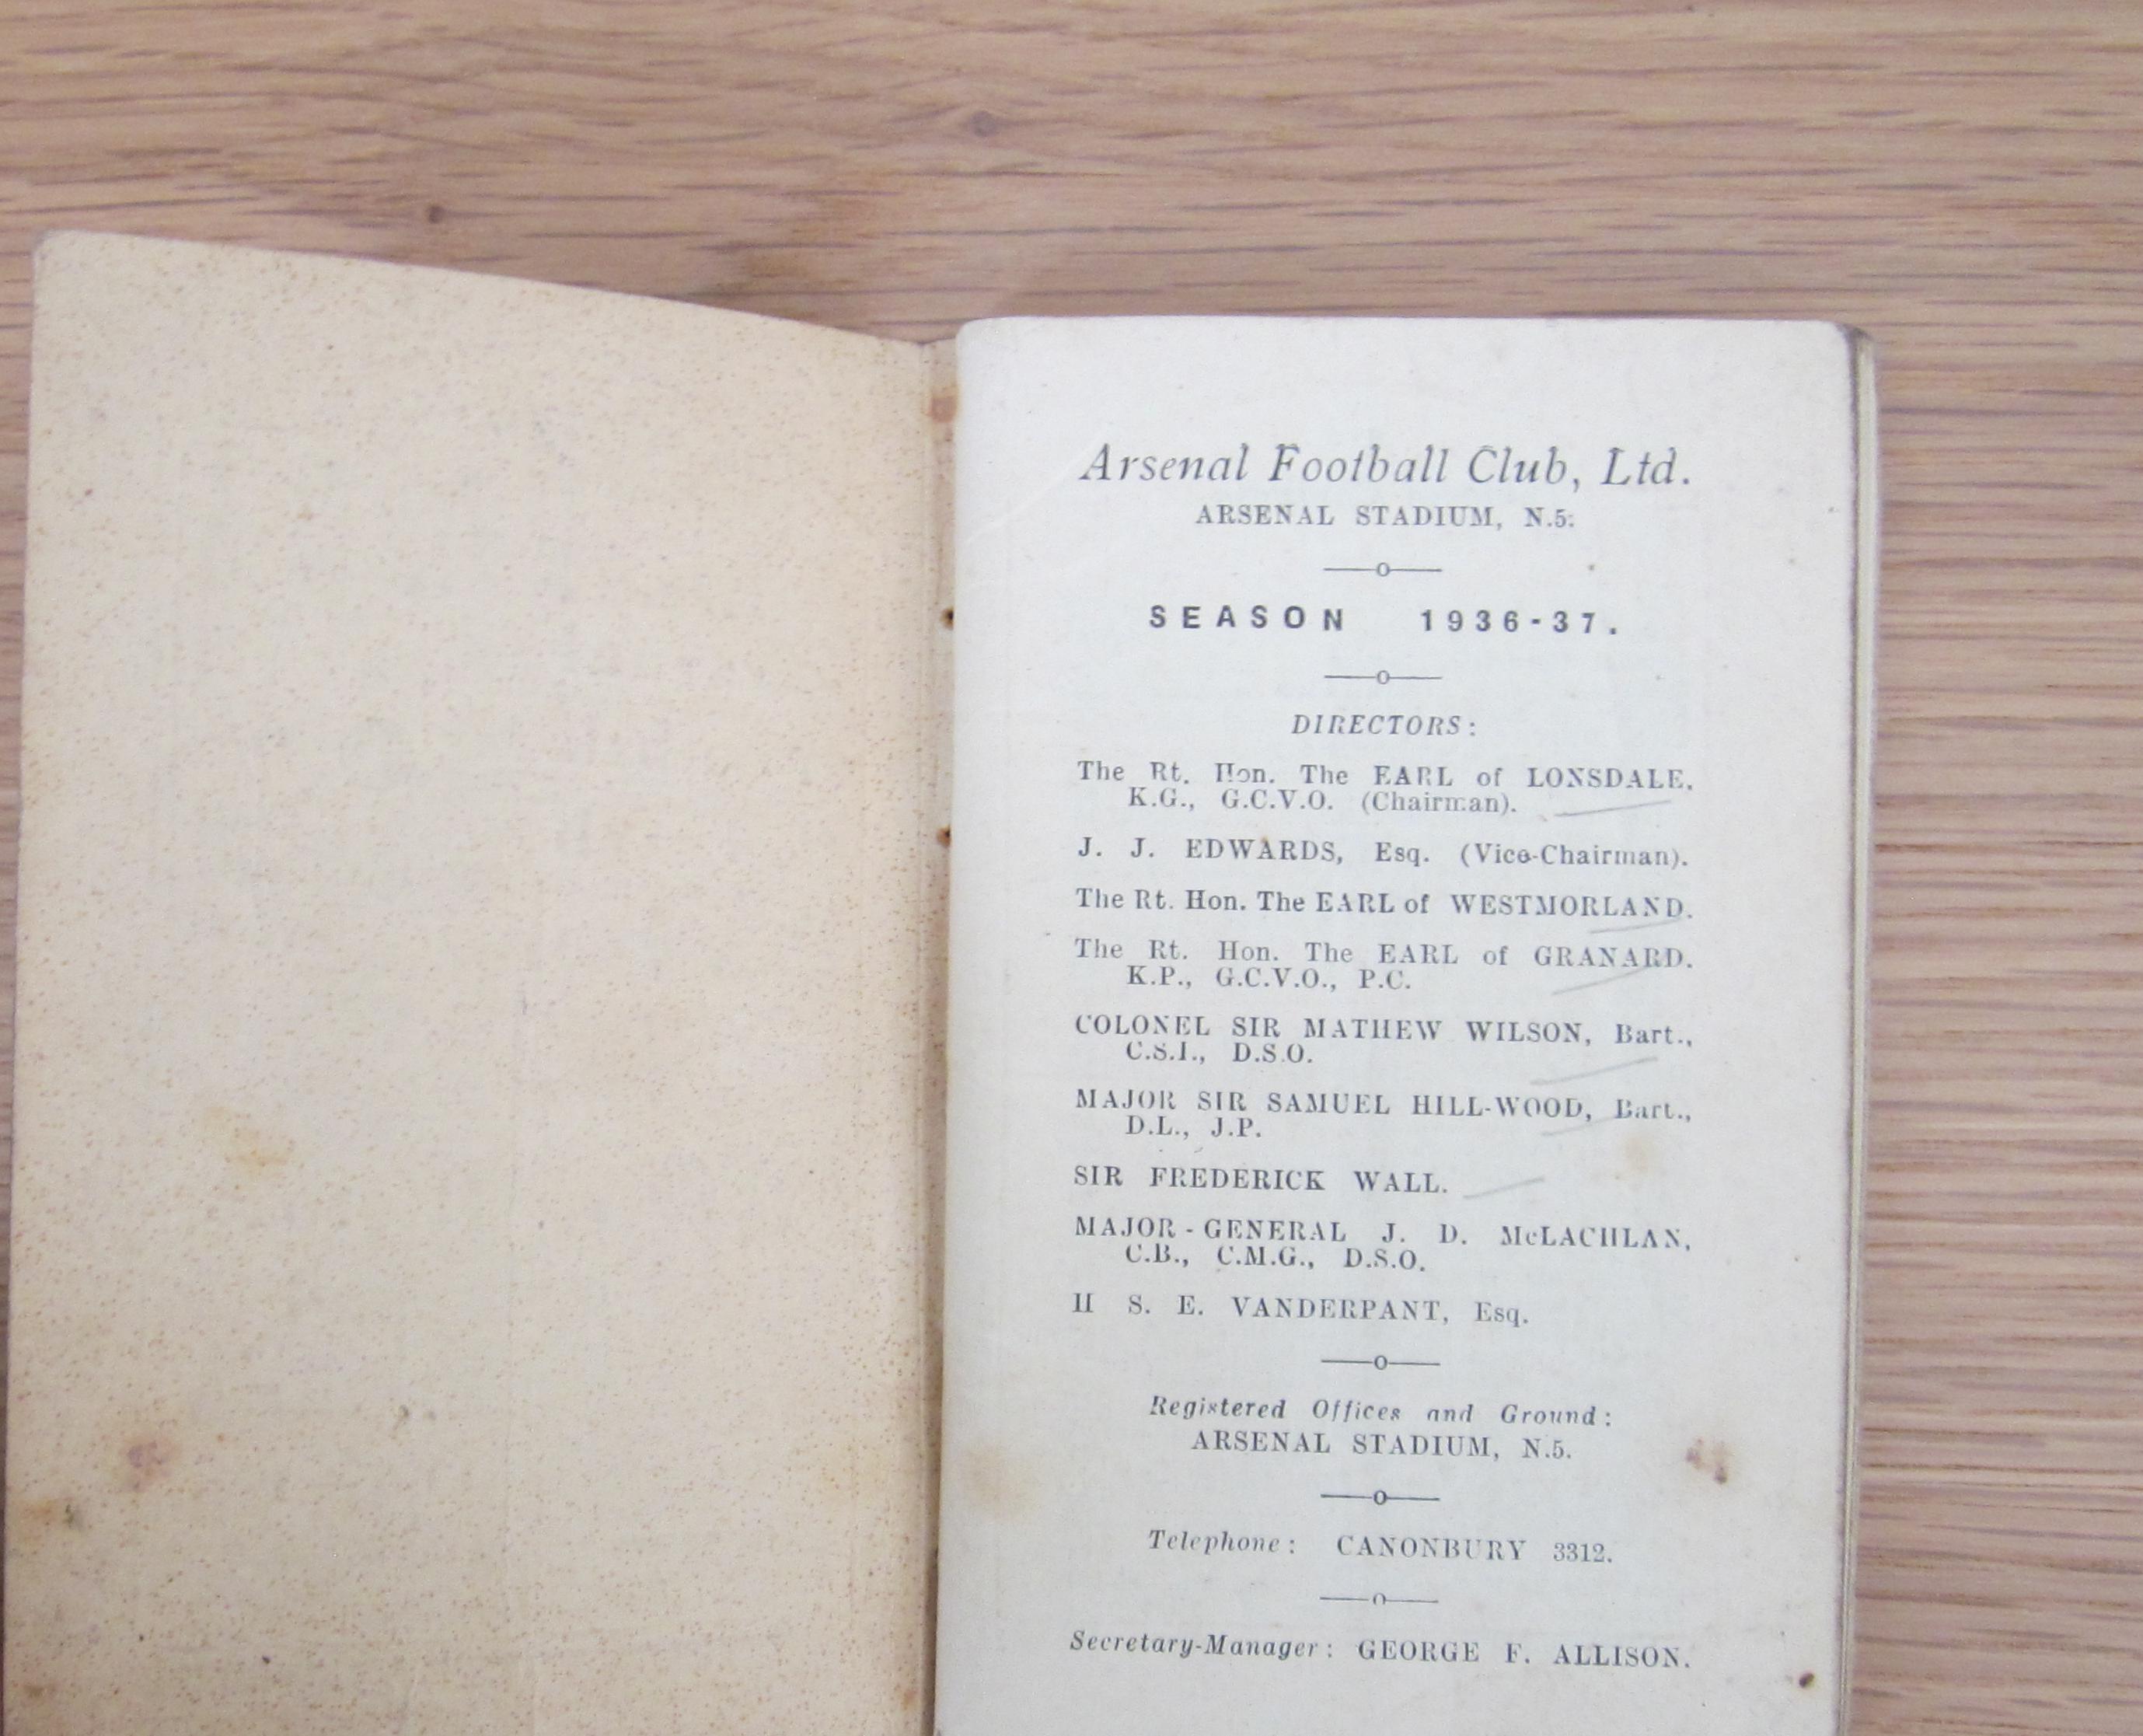 Arsenal Football Club, Ltd.
ARSENAL STADIUM, N.5.
SEASON 1936-37.
DIRECTORS:
The Rt. Hon. The EARL of LONSDALE,
K.G., G.C.V.O. (Chairman).
J. J. EDWARDS, Esq. (Vice-Chairman).
The Rt. Hon. The EARL of WESTMORLAND.
The Rt. Hon. The EARL of GRANARD.
K.P., G.C.V.O., P.C.
COLONEL SIR MATHEW WILSON, Bart.,
C.S.I., D.S.O.
MAJOR SIR SAMUEL HILL-WOOD, Bart.,
D.L., J.P.
SIR FREDERICK WALL.
MAJOR-GENERAL J. D. McLACHLAN,
C.B., C.M.G., D.S.O.
H S. E. VANDERPANT, Esq.
Registered Offices and Ground:
ARSENAL STADIUM, N.5.
Telephone: CANONBURY 3312.
Secretary-Manager: GEORGE F. ALLISON.